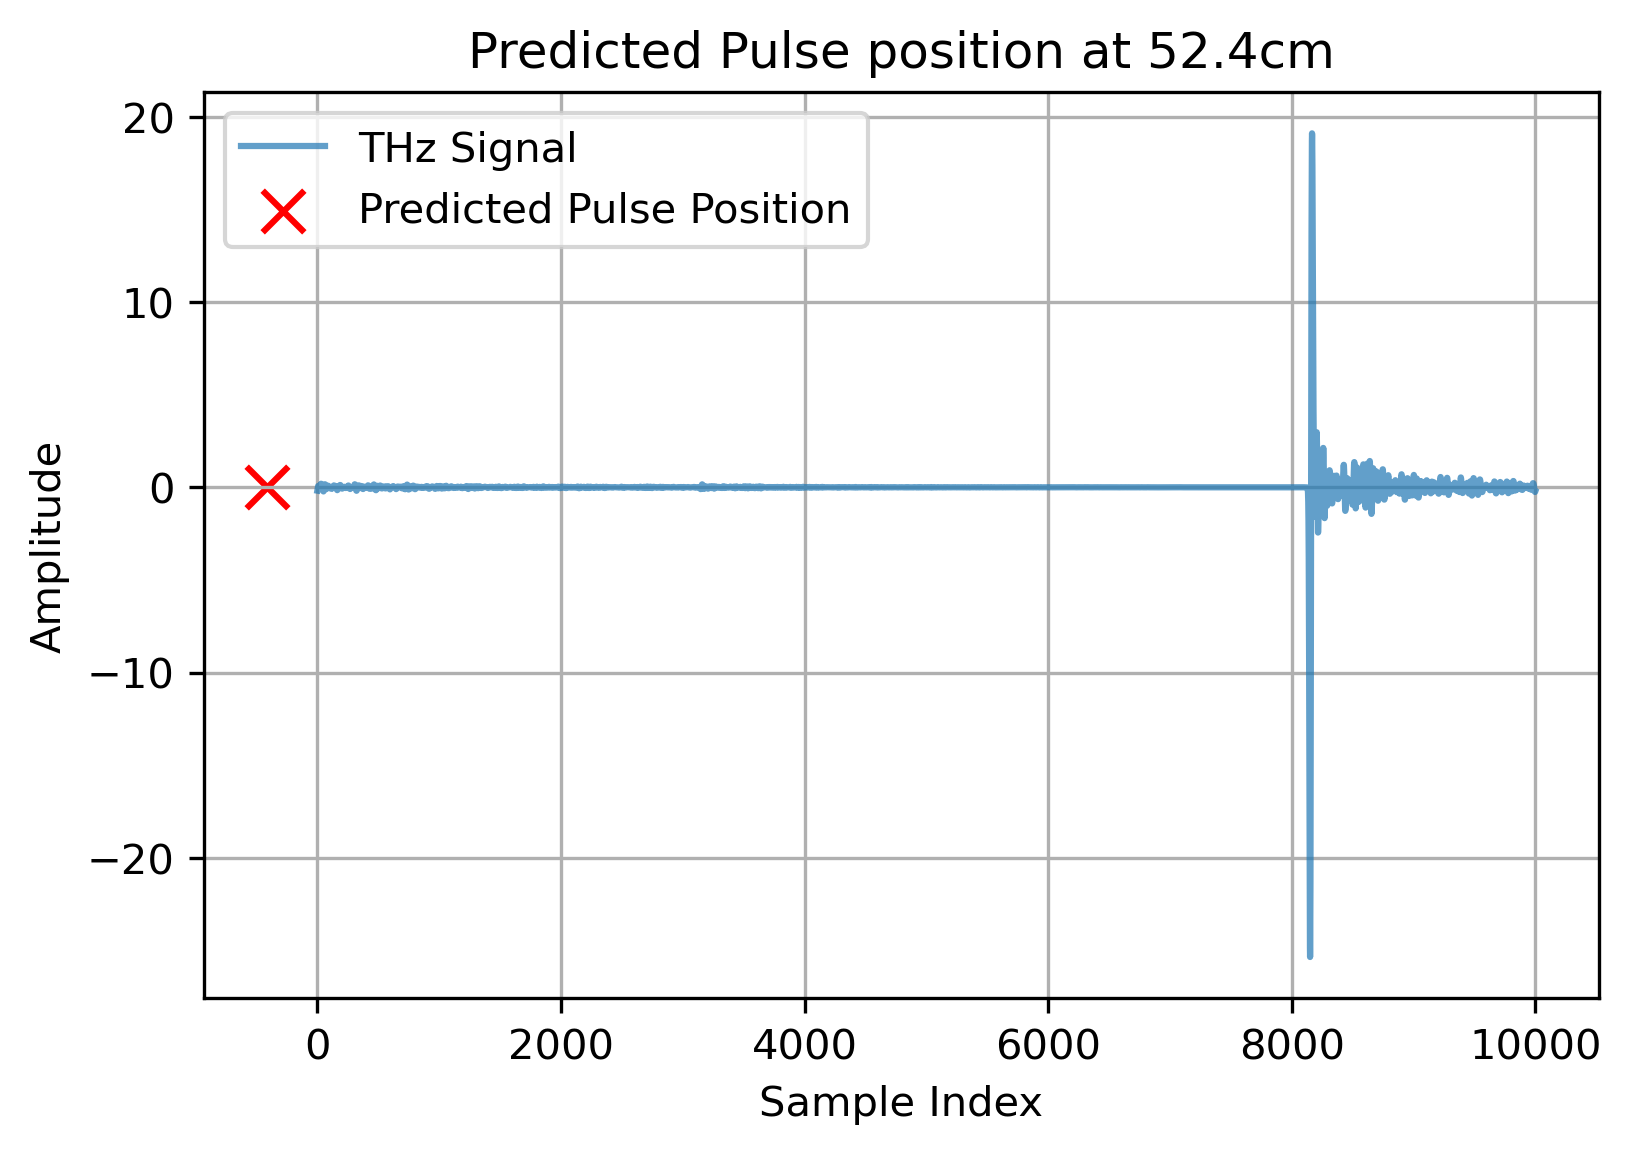 Predicted Pulse position at 52.4cm
THz Signal
Predicted Pulse Position
20
10
0
−10
−20
Amplitude
0 2000 4000 6000 8000 10000
Sample Index